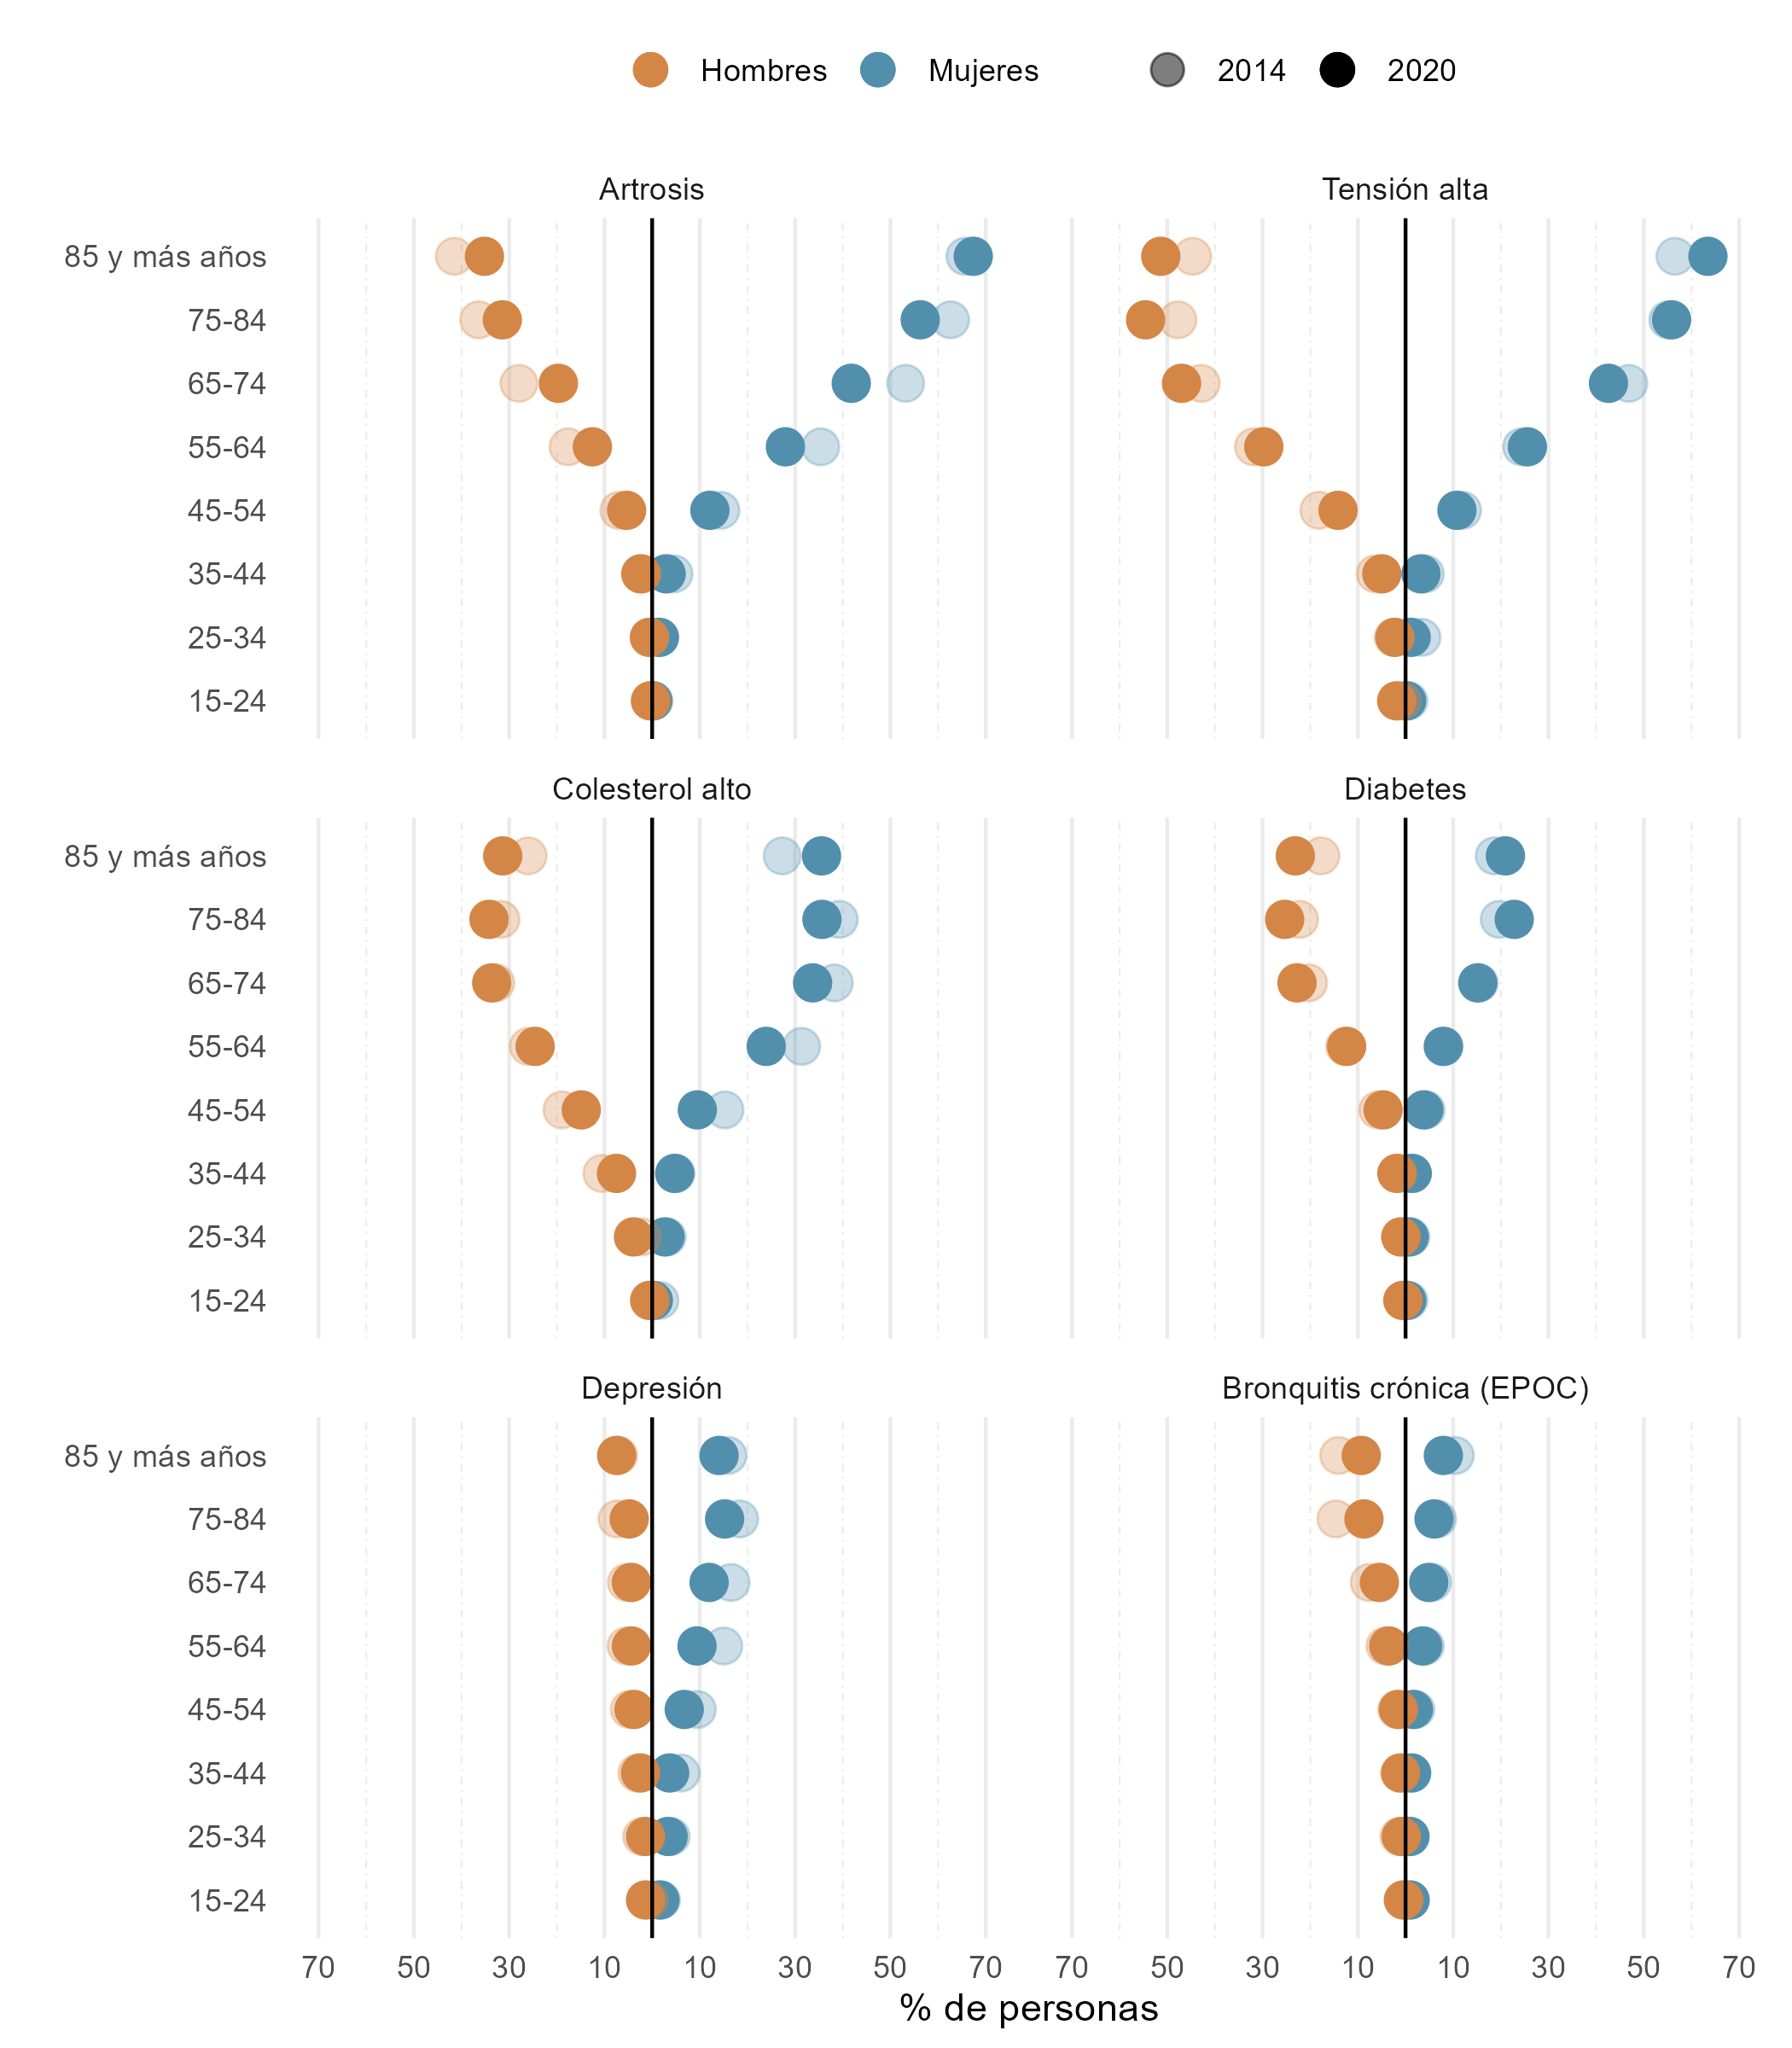 Hombres Mujeres 2014 2020
Artrosis Tensión alta
85 y más años
75-84
65-74
55-64
45-54
35-44
25-34
15-24
Colesterol alto Diabetes
85 y más años
75-84
65-74
55-64
45-54
35-44
25-34
15-24
Depresión Bronquitis crónica (EPOC)
85 y más años
75-84
65-74
55-64
45-54
35-44
25-34
15-24
70 50 30 10 10 30 50 70 70 50 30 10 10 30 50 70
% de personas